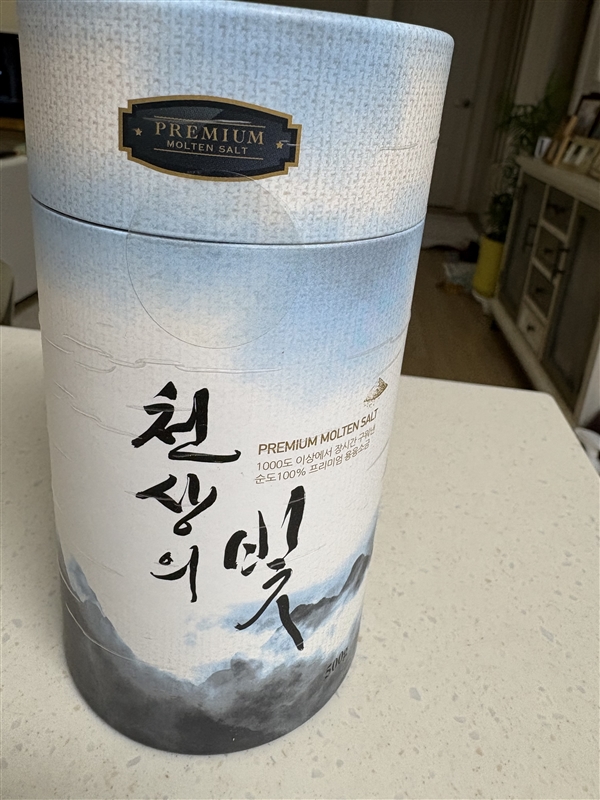 PREMIUM
MOLTEN SALT
천상의
빛
PREMIUM MOLTEN SALT
1000도 이상에서 장시간 구워낸
순도100% 프리미엄 용융소금
500g